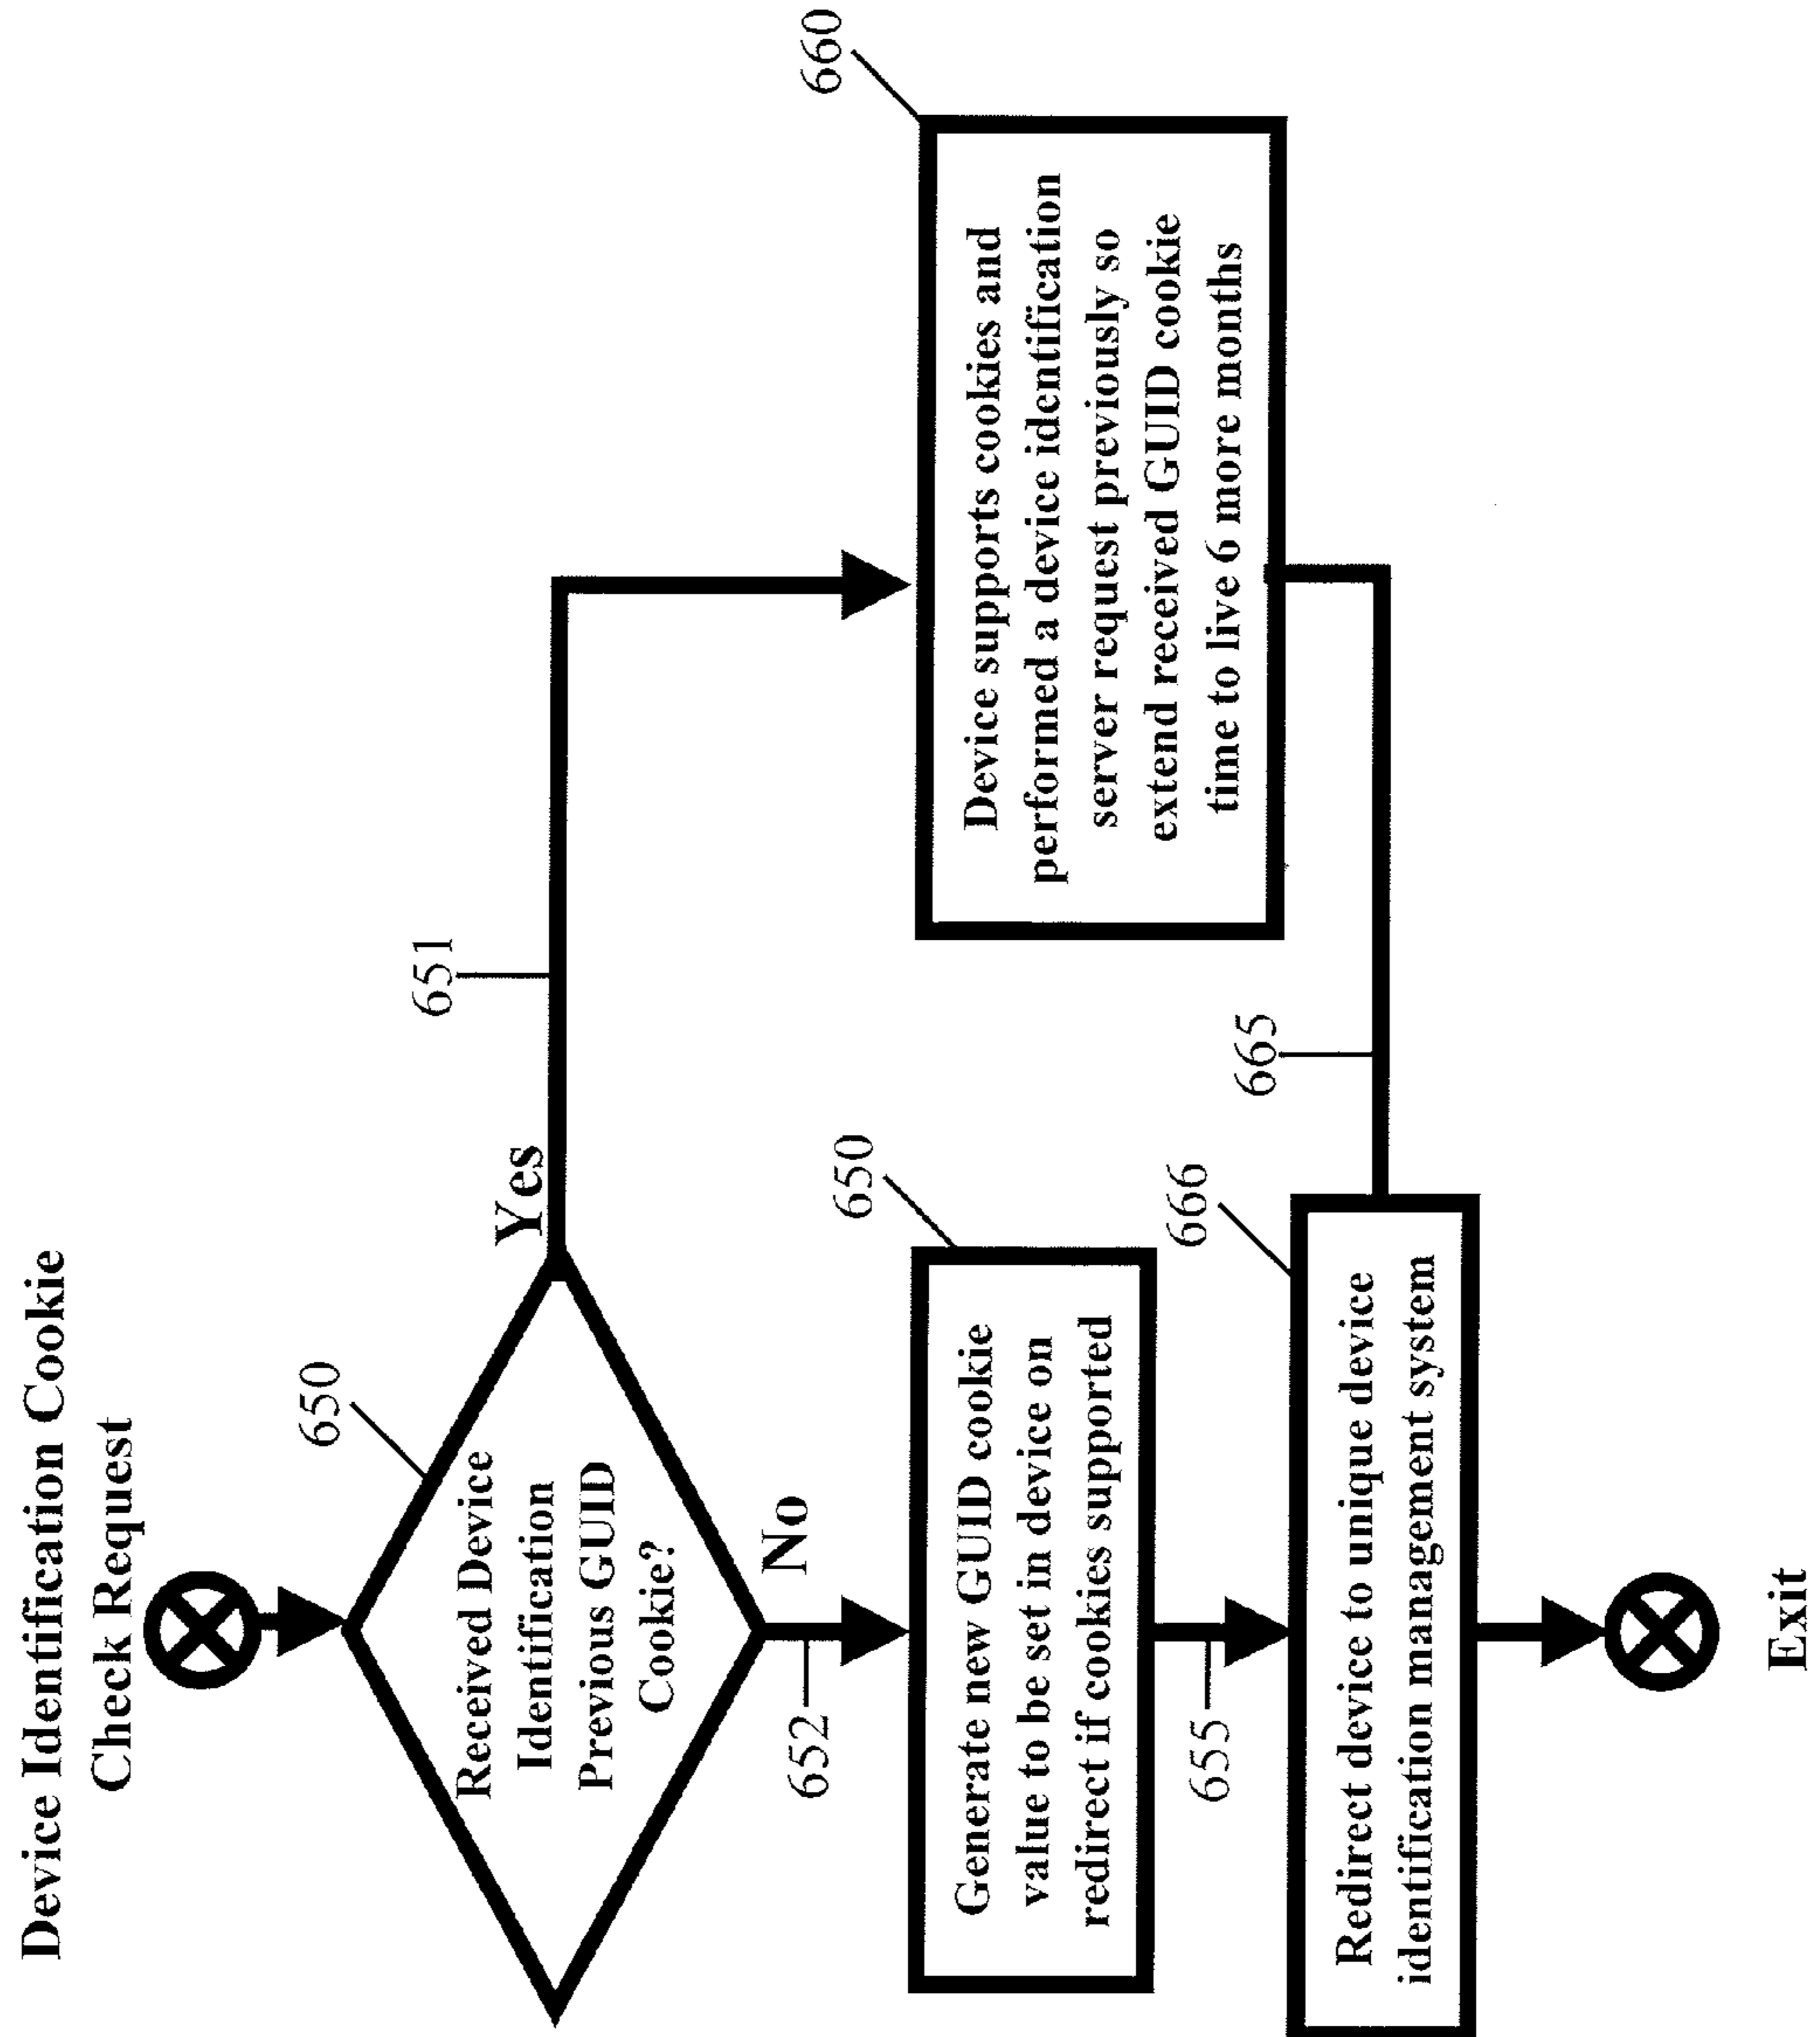 Device Identification Cookie
Check Request
650
Received Device
Identification
Previous GUID
Cookie?
Yes
651
No
652
650
Generate new GUID cookie
value to be set in device on
redirect if cookies supported
655
660
Device supports cookies and
performed a device identification
server request previously so
extend received GUID cookie
time to live 6 more months
665
666
Redirect device to unique device
identification management system
Exit